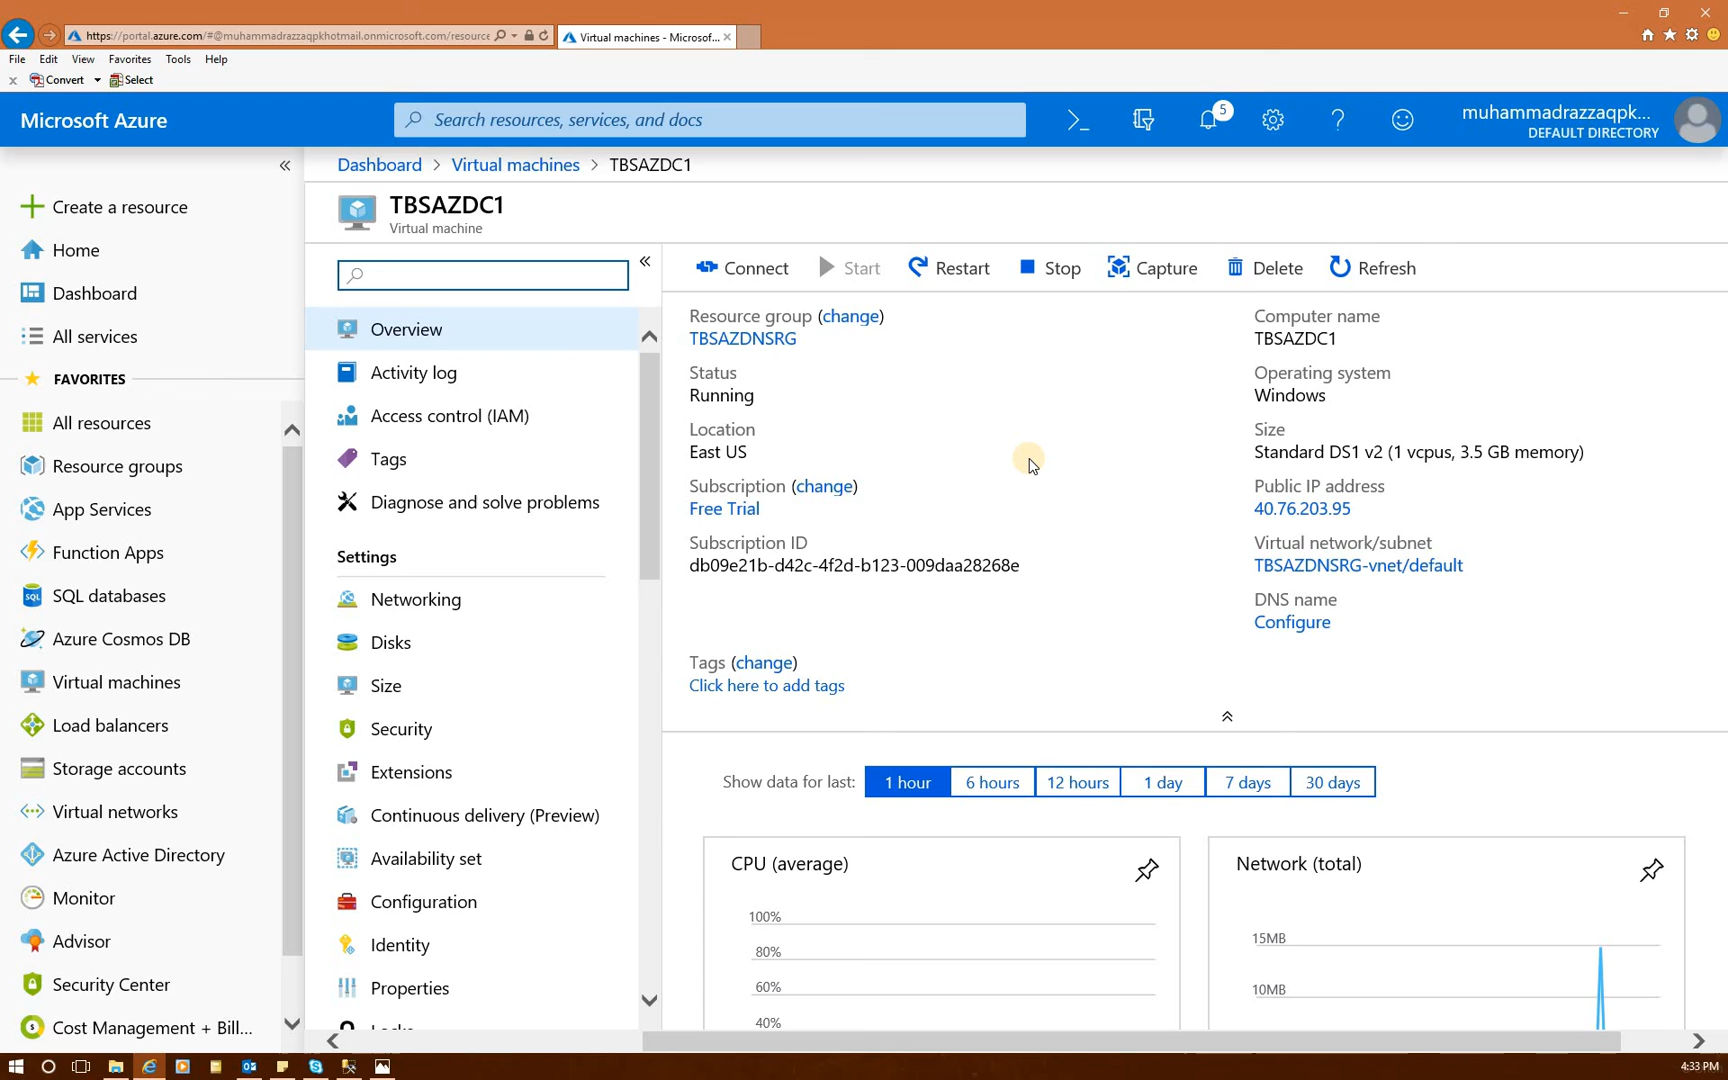 https://portal.azure.com/#@muhammadrazzaqpkhotmail.onmicrosoft.com/resource
Virtual machines - Microsof...
File Edit View Favorites Tools Help
x Convert Select
Microsoft Azure
Search resources, services, and docs
5
muhammadrazzaqpk...
DEFAULT DIRECTORY
Create a resource
Home
Dashboard
All services
FAVORITES
All resources
Resource groups
App Services
Function Apps
SQL databases
Azure Cosmos DB
Virtual machines
Load balancers
Storage accounts
Virtual networks
Azure Active Directory
Monitor
Advisor
Security Center
Cost Management + Bill...
Dashboard > Virtual machines > TBSAZDC1
TBSAZDC1
Virtual machine
Overview
Activity log
Access control (IAM)
Tags
Diagnose and solve problems
Settings
Networking
Disks
Size
Security
Extensions
Continuous delivery (Preview)
Availability set
Configuration
Identity
Properties
Connect Start Restart Stop Capture Delete Refresh
Resource group (change)
TBSAZDNSRG
Status
Running
Location
East US
Subscription (change)
Free Trial
Subscription ID
db09e21b-d42c-4f2d-b123-009daa28268e
Computer name
TBSAZDC1
Operating system
Windows
Size
Standard DS1 v2 (1 vcpus, 3.5 GB memory)
Public IP address
40.76.203.95
Virtual network/subnet
TBSAZDNSRG-vnet/default
DNS name
Configure
Tags (change)
Click here to add tags
Show data for last: 1 hour 6 hours 12 hours 1 day 7 days 30 days
CPU (average)
100%
80%
60%
40%
Network (total)
15MB
10MB
4:33 PM